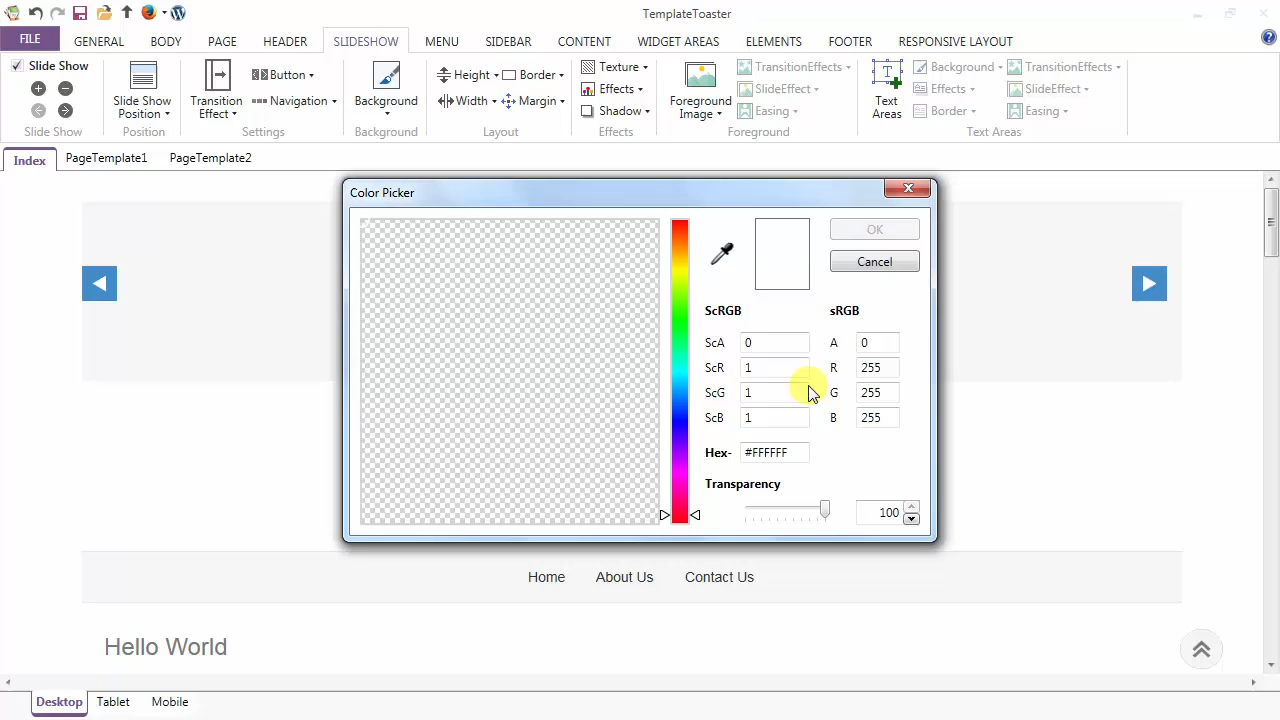 TemplateToaster
FILE GENERAL BODY PAGE HEADER SLIDESHOW MENU SIDEBAR CONTENT WIDGET AREAS ELEMENTS FOOTER RESPONSIVE LAYOUT
Slide Show Button Height Border Texture TransitionEffects Background TransitionEffects
Effects SlideEffect Effects SlideEffect
Slide Show Position Transition Effect Navigation Background Width Margin Shadow Foreground Image Easing Text Areas Border Easing
Slide Show Position Settings Background Layout Effects Foreground Text Areas
Index PageTemplate1 PageTemplate2
Color Picker
OK
Cancel
ScRGB sRGB
ScA 0 A 0
ScR 1 R 255
ScG 1 G 255
ScB 1 B 255
Hex- #FFFFFF
Transparency
100
Home About Us Contact Us
Hello World
Desktop Tablet Mobile